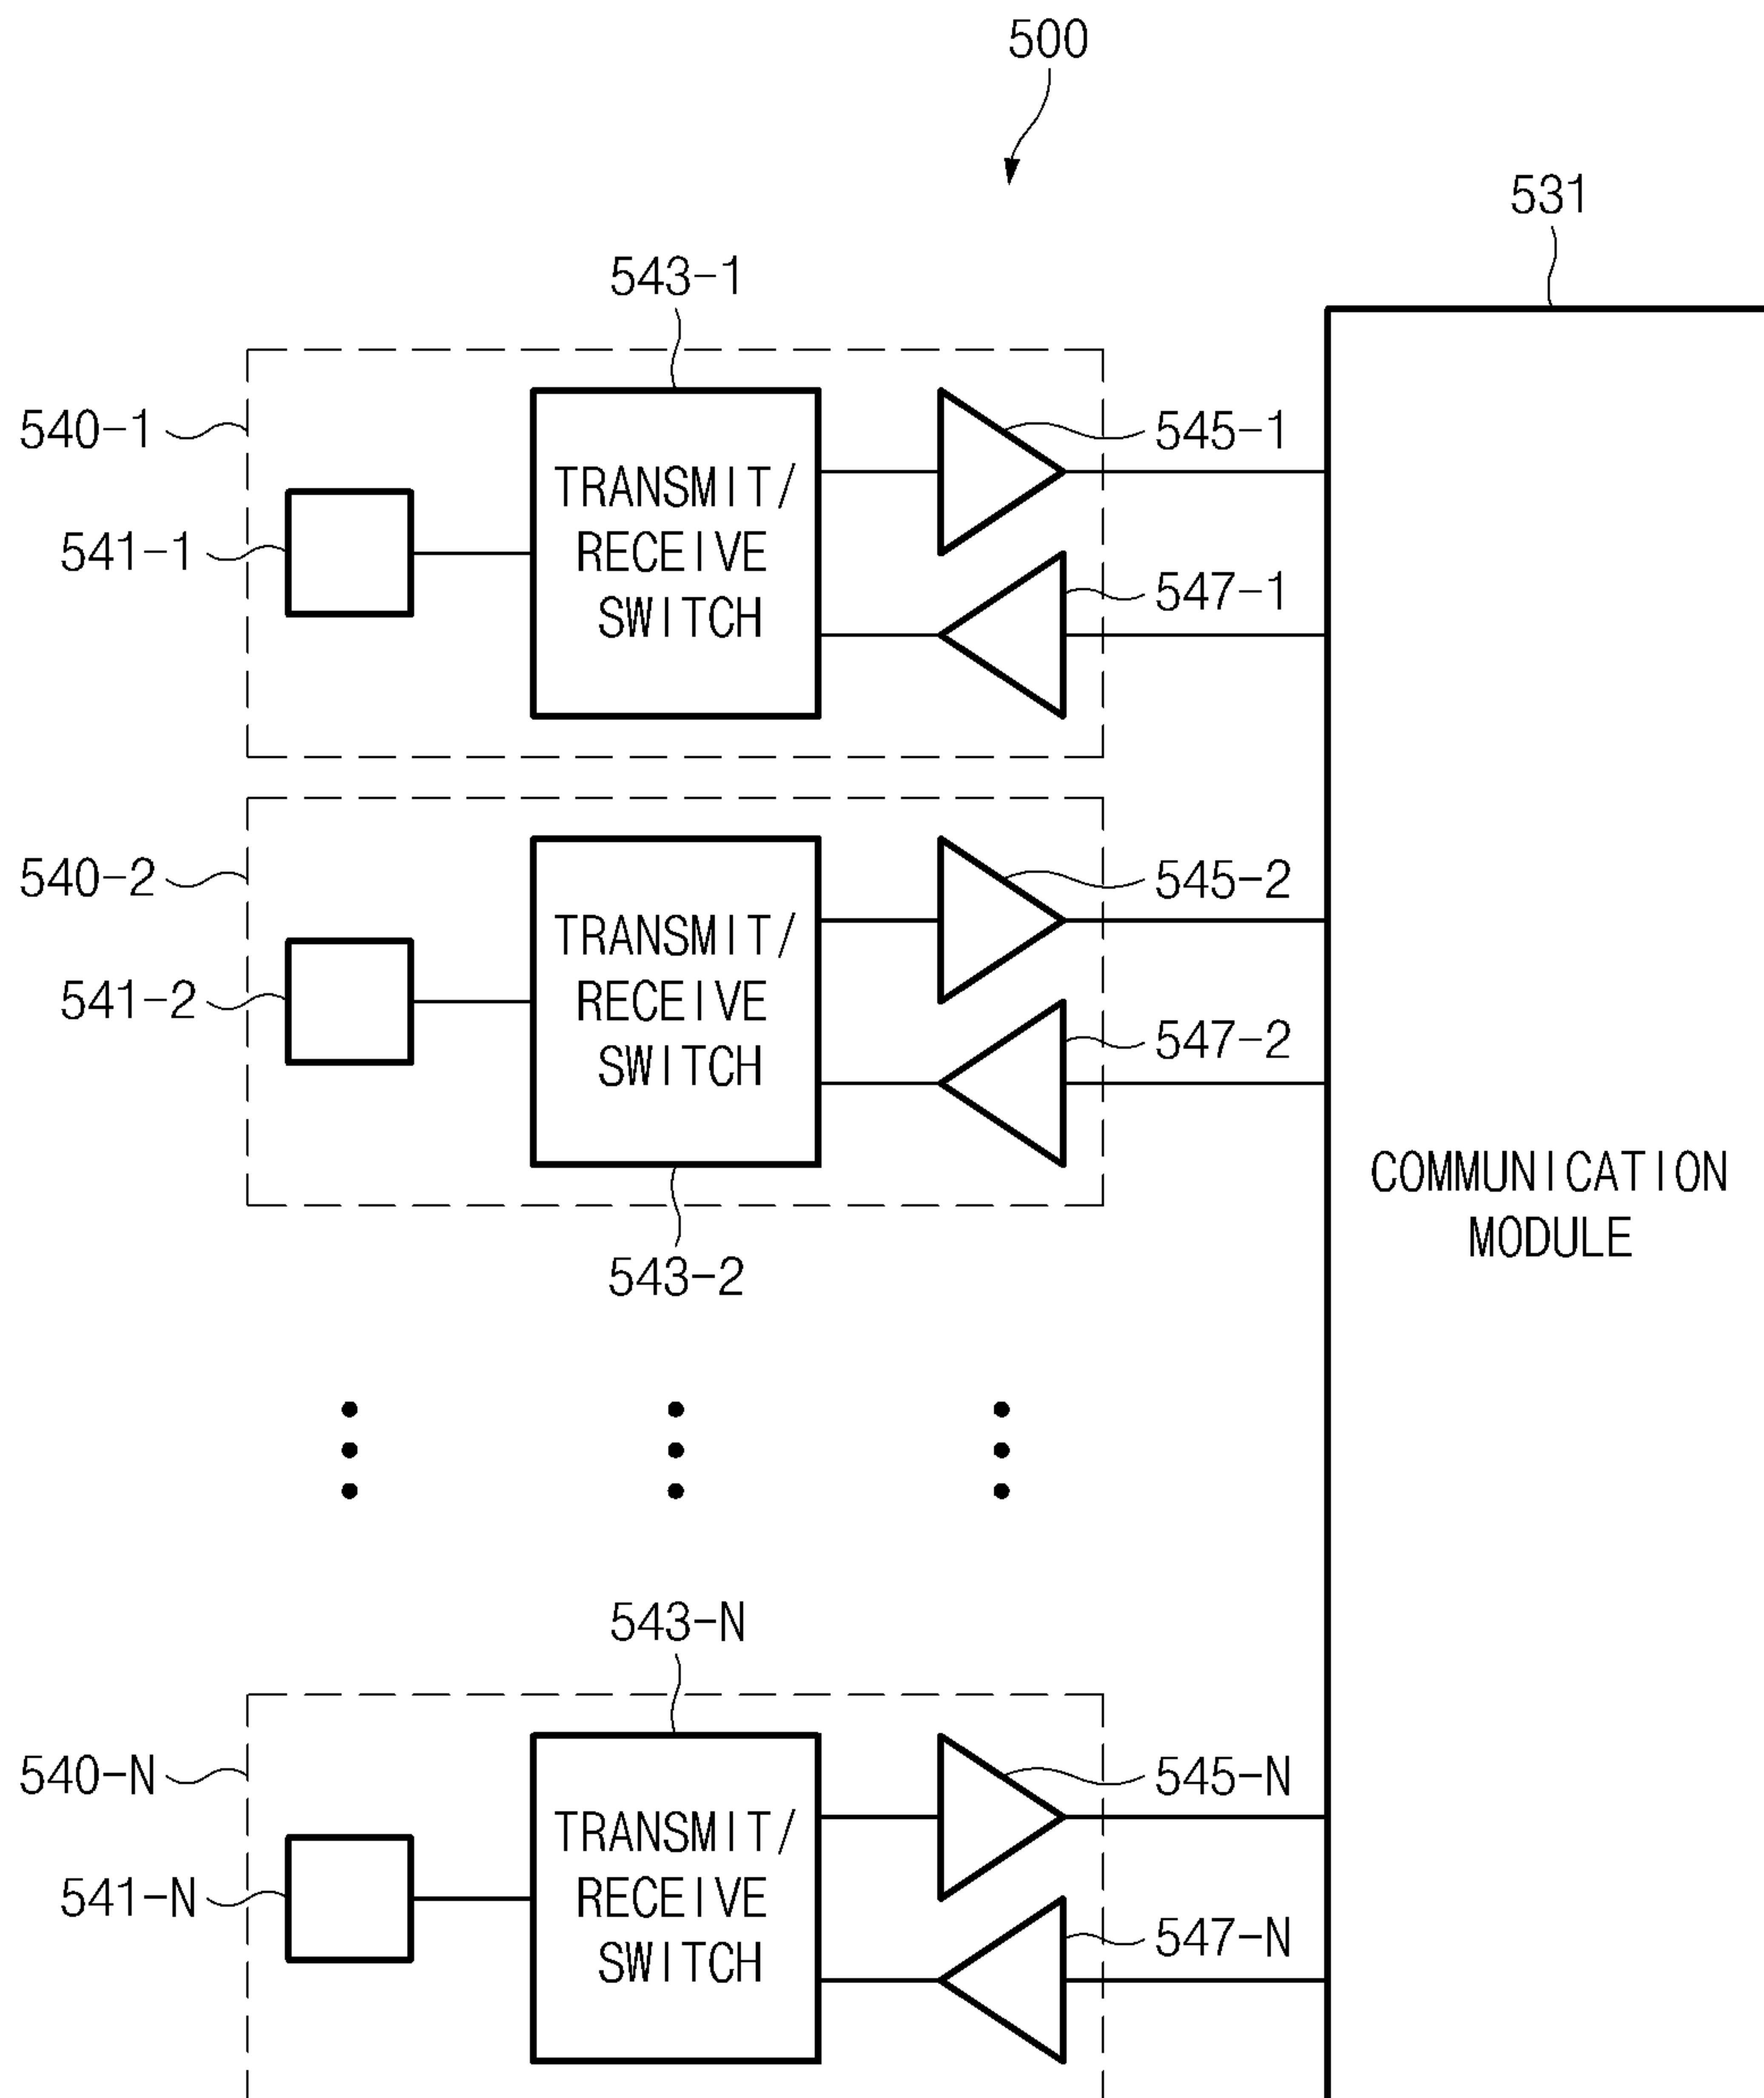 500
531
543-1
540-1
545-1
TRANSMIT/
RECEIVE
SWITCH
541-1
547-1
540-2
545-2
TRANSMIT/
RECEIVE
SWITCH
541-2
547-2
543-2
COMMUNICATION
MODULE
543-N
540-N
545-N
TRANSMIT/
RECEIVE
SWITCH
541-N
547-N